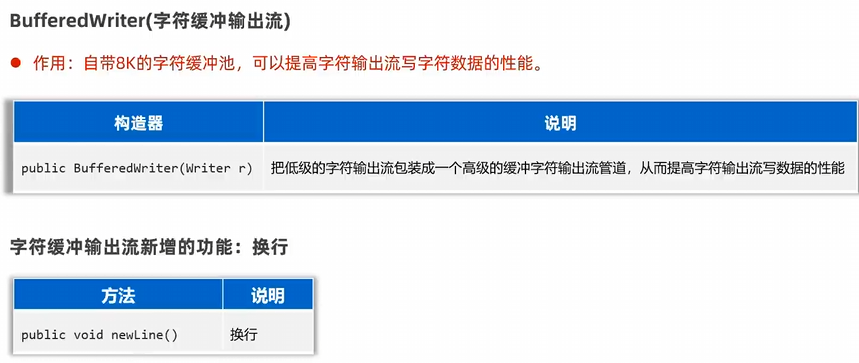 BufferedWriter(字符缓冲输出流)
● 作用：自带8K的字符缓冲池，可以提高字符输出流写字符数据的性能。
构造器 说明
public BufferedWriter(Writer r) 把低级的字符输出流包装成一个高级的缓冲字符输出流管道，从而提高字符输出流写数据的性能
字符缓冲输出流新增的功能：换行
方法 说明
public void newLine() 换行